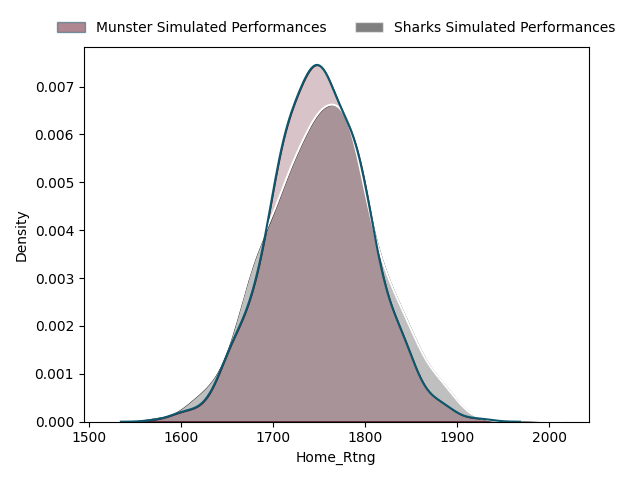 Munster Simulated Performances
Sharks Simulated Performances
0.007
0.006
0.005
0.004
0.003
0.002
0.001
0.000
Density
1500 1600 1700 1800 1900 2000
Home_Rtng